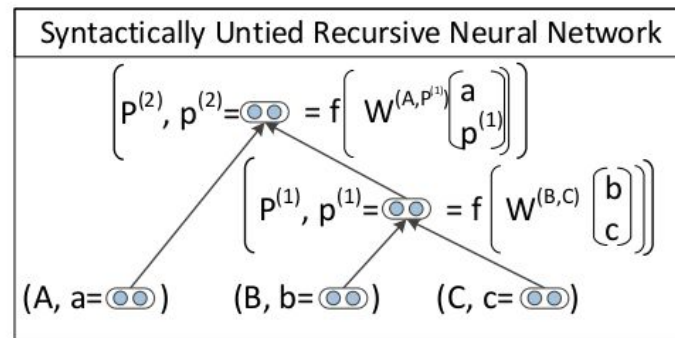 Syntactically Untied Recursive Neural Network
(P^(2), p^(2)= = f(W^(A,P^(1)) (a p^(1))))
(P^(1), p^(1)= = f(W^(B,C) (b c)))
(A, a= ) (B, b= ) (C, c= )